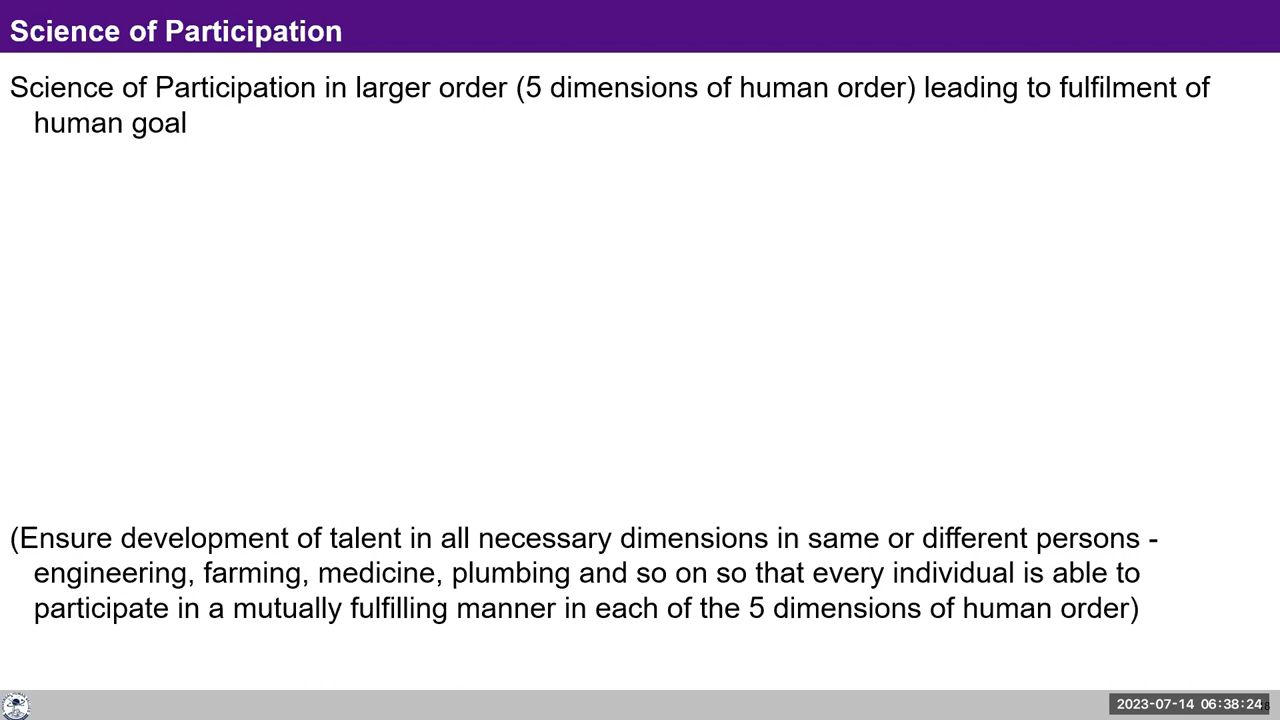 Science of Participation
Science of Participation in larger order (5 dimensions of human order) leading to fulfilment of
human goal
(Ensure development of talent in all necessary dimensions in same or different persons -
engineering, farming, medicine, plumbing and so on so that every individual is able to
participate in a mutually fulfilling manner in each of the 5 dimensions of human order)
2023-07-14 06:38:24